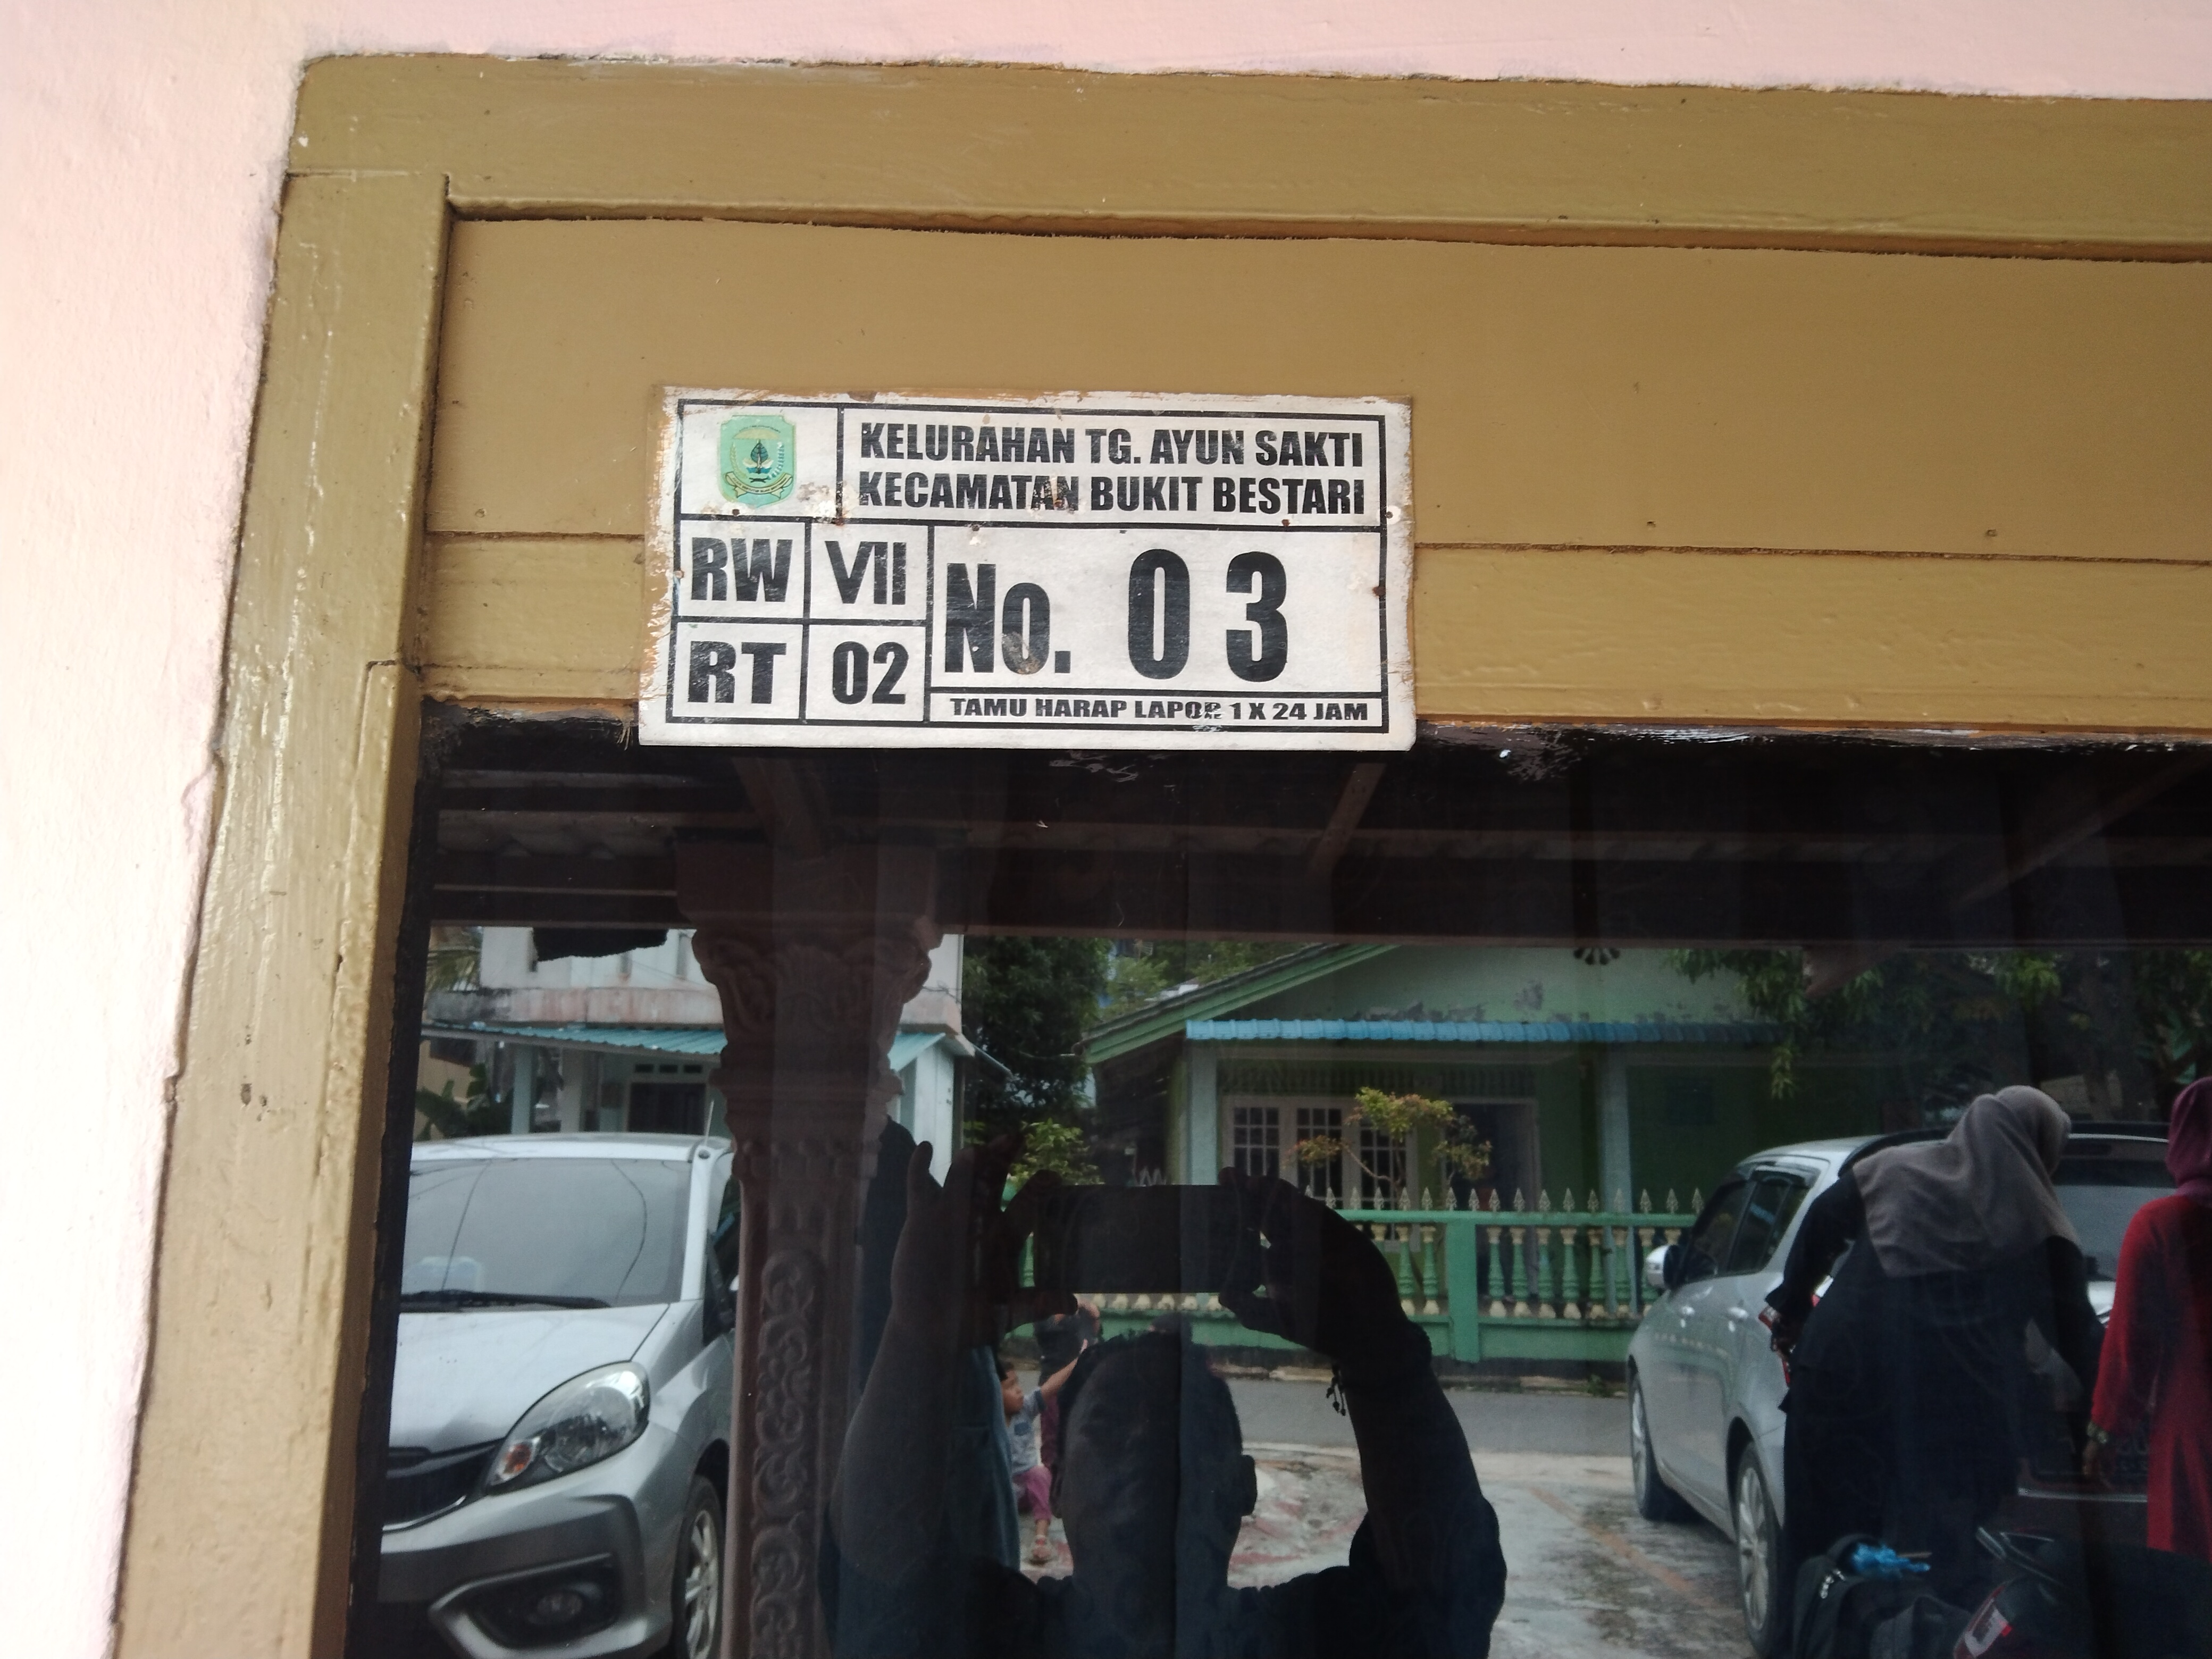 KELURAHAN TG. AYUN SAKTI
KECAMATAN BUKIT BESTARI
RW VII
RT 02
No. 03
TAMU HARAP LAPOR 1 X 24 JAM